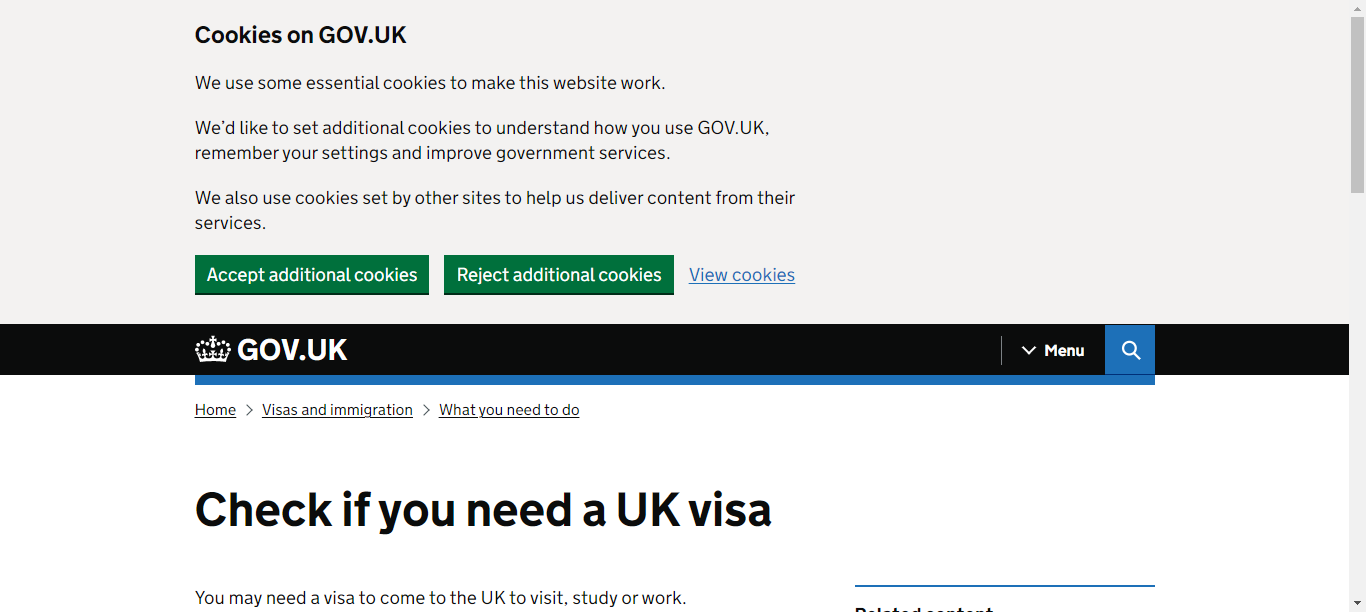 Cookies on GOV.UK
We use some essential cookies to make this website work.
We'd like to set additional cookies to understand how you use GOV.UK,
remember your settings and improve government services.
We also use cookies set by other sites to help us deliver content from their
services.
Accept additional cookies Reject additional cookies View cookies
GOV.UK Menu
Home Visas and immigration What you need to do
Check if you need a UK visa
You may need a visa to come to the UK to visit, study or work.
Related content